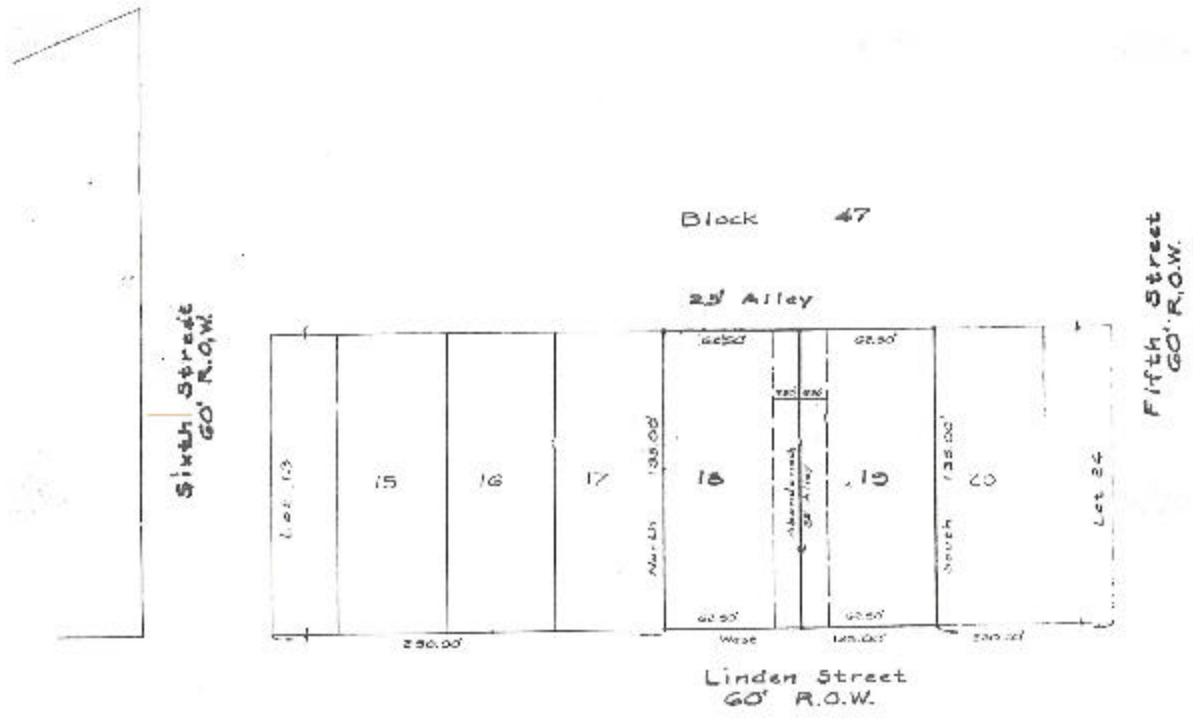 Block 47
25' Alley
Sixth Street
60' R.O.W.
Fifth Street
60' R.O.W.
62.50'
62.50'
Lot 13
15
16
17
North 135.00'
18
Abandoned
Alley
19
South 135.00'
20
Lot 24
62.50'
62.50'
290.00'
West
125.00'
Linden Street
60' R.O.W.